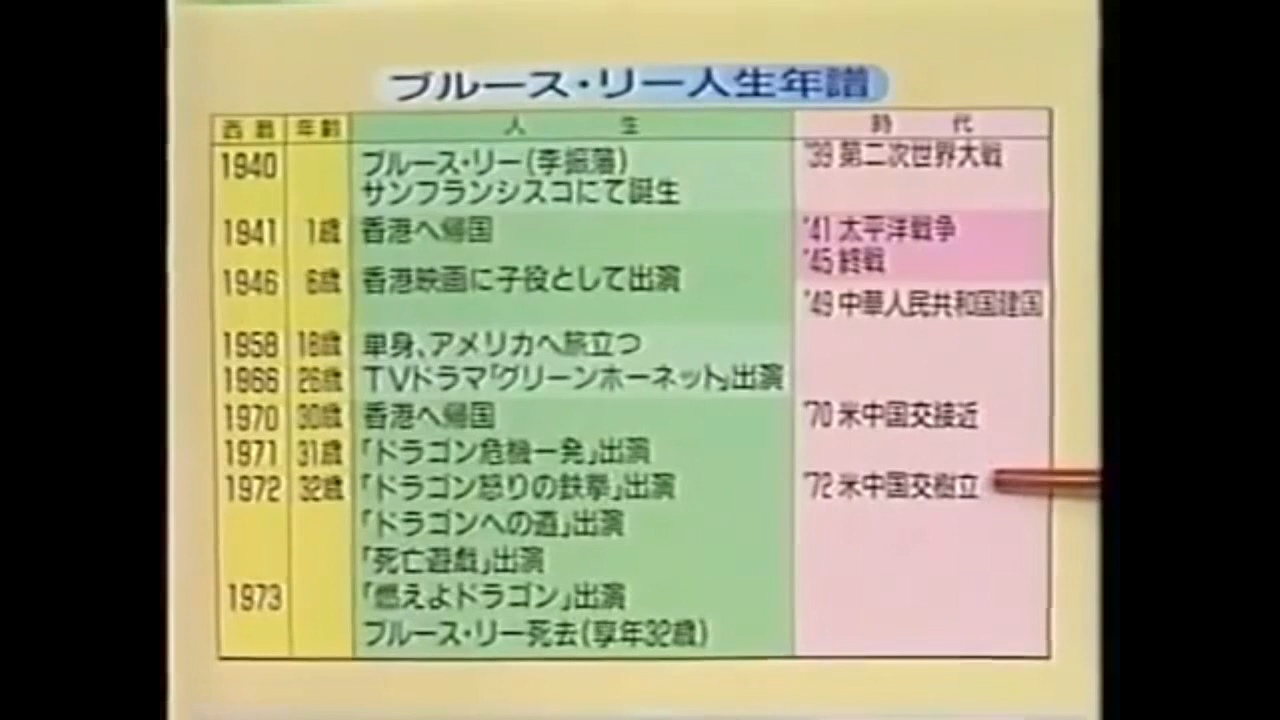 ブルース・リー人生年譜
西暦 年齢 人生 時代
1940 ブルース・リー(李振藩) '39 第二次世界大戦
サンフランシスコにて誕生
1941 1歳 香港へ帰国 '41 太平洋戦争
'45 終戦
1946 6歳 香港映画に子役として出演
'49 中華人民共和国建国
1958 18歳 単身、アメリカへ旅立つ
1966 26歳 TVドラマ「グリーンホーネット」出演
1970 30歳 香港へ帰国 '70 米中国交接近
1971 31歳 「ドラゴン危機一発」出演
1972 32歳 「ドラゴン怒りの鉄拳」出演 '72 米中国交樹立
「ドラゴンへの道」出演
「死亡遊戯」出演
1973 「燃えよドラゴン」出演
ブルース・リー死去(享年32歳)